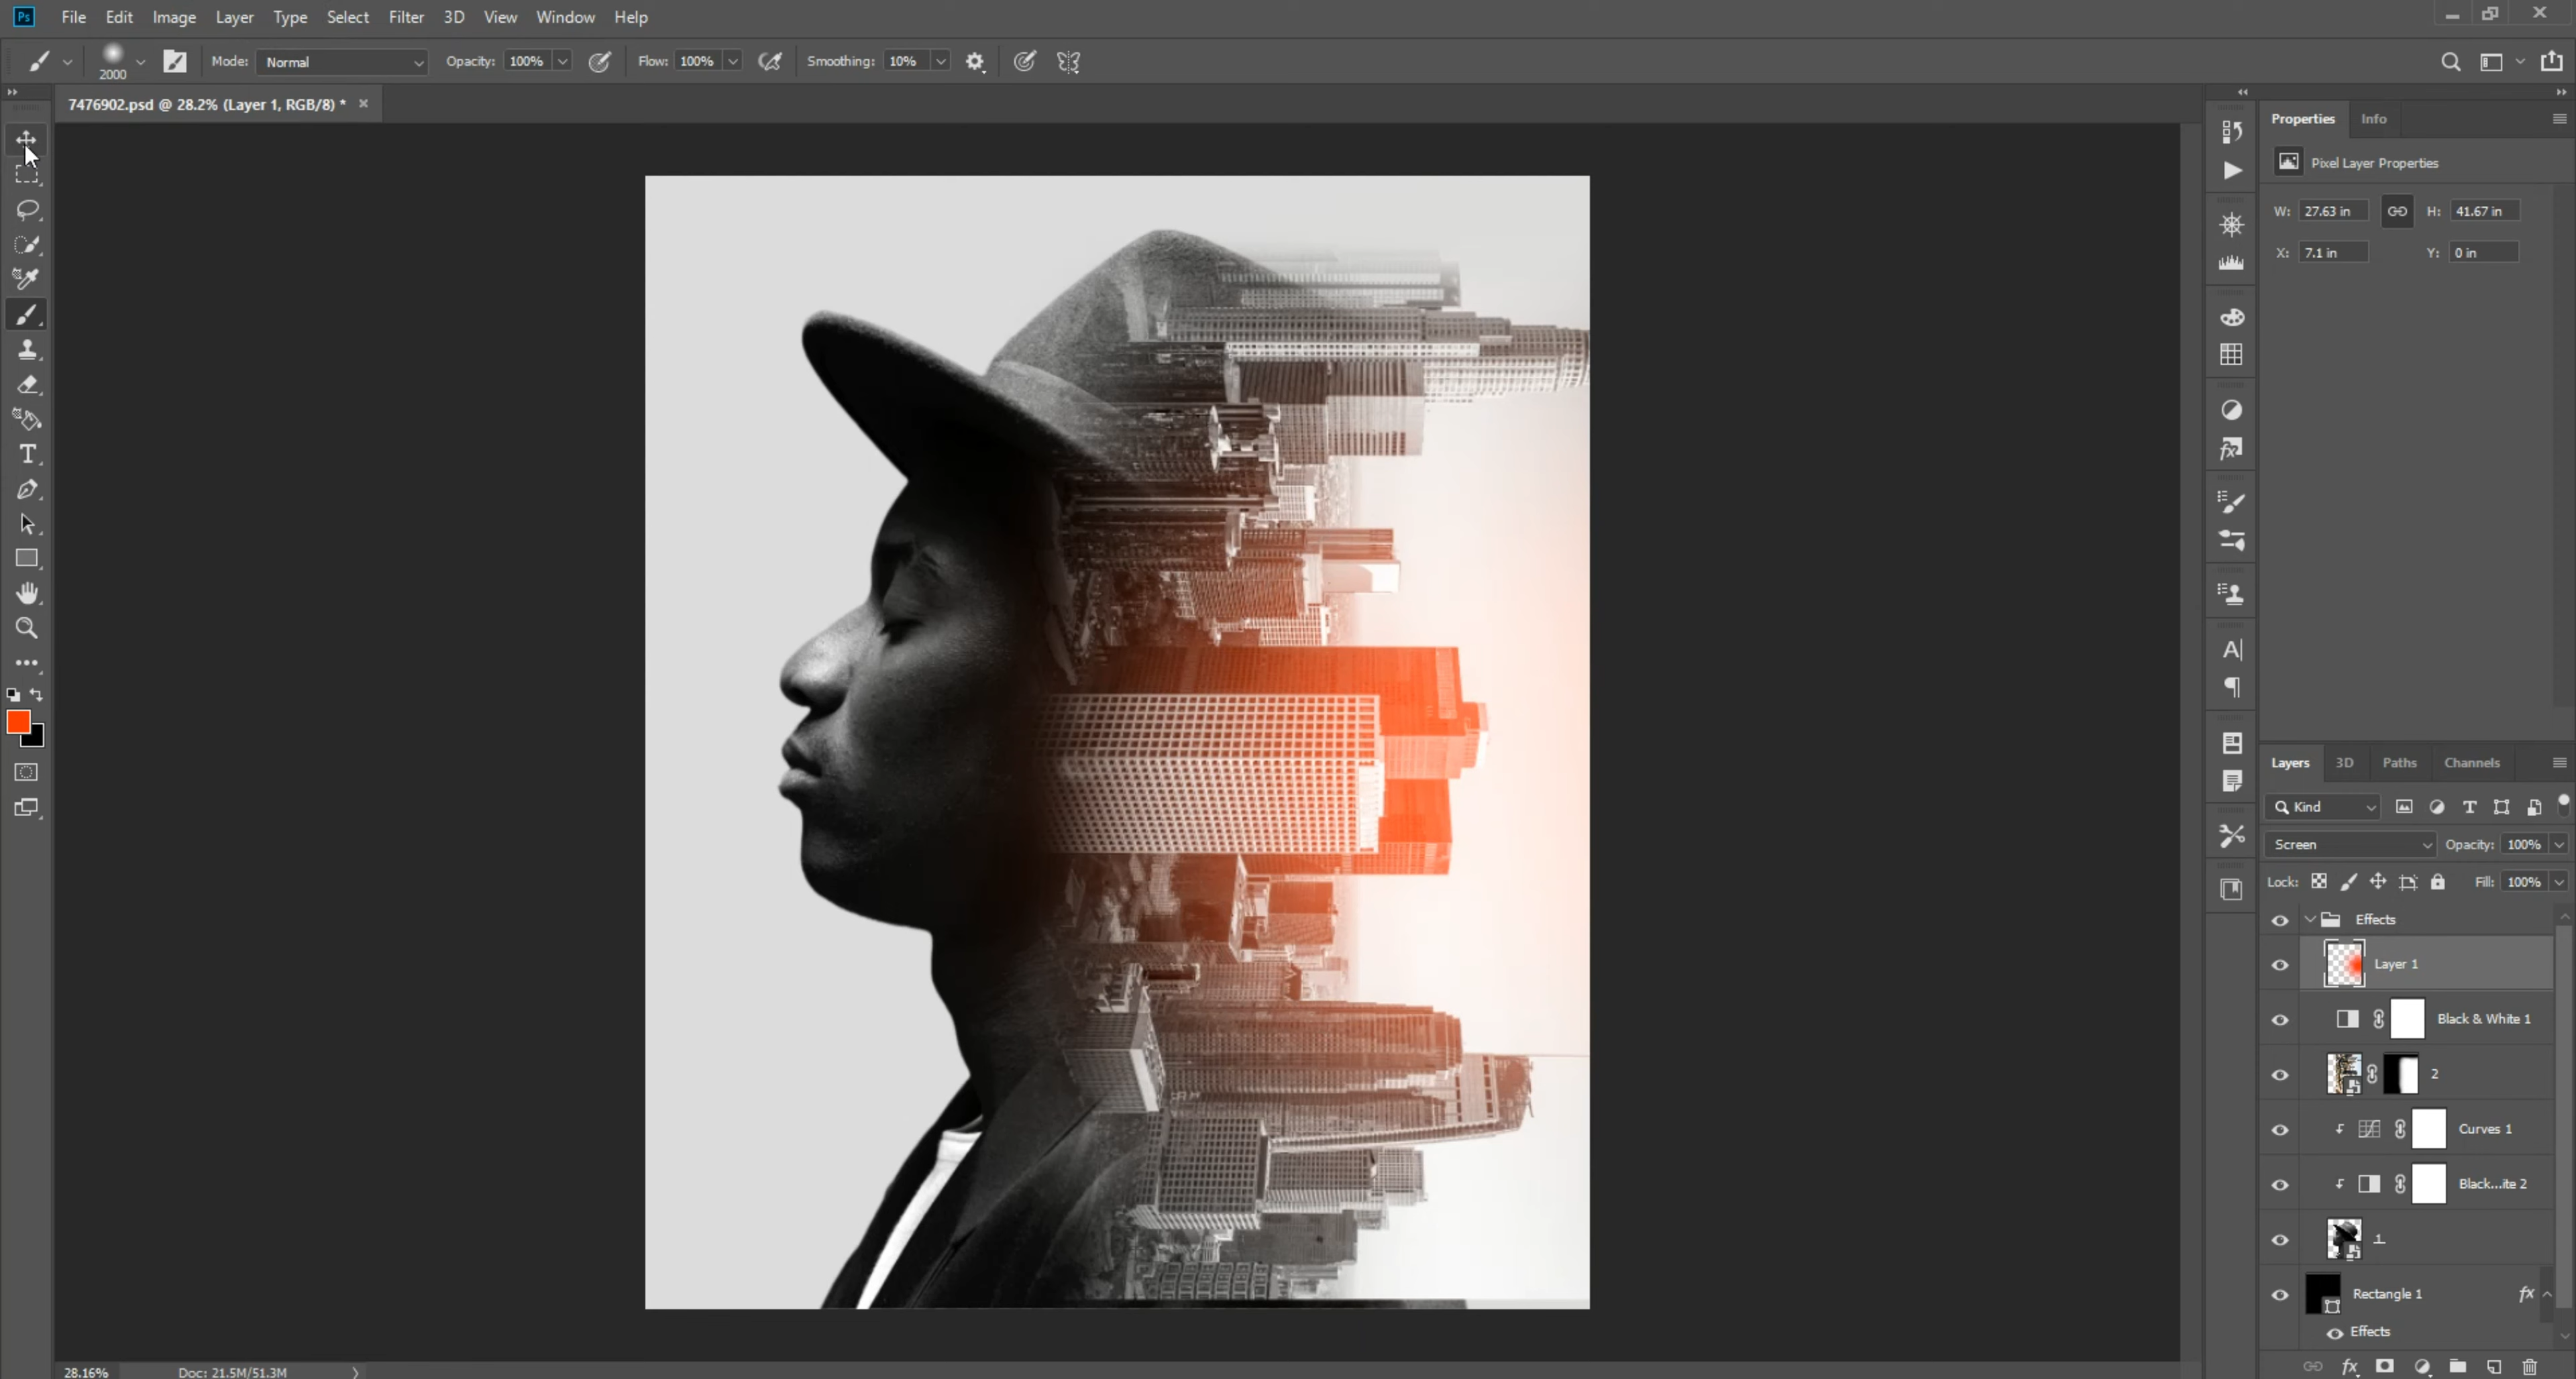 Ps File Edit Image Layer Type Select Filter 3D View Window Help
2000 Mode: Normal Opacity: 100% Flow: 100% Smoothing: 10%
7476902.psd @ 28.2% (Layer 1, RGB/8) *
Properties Info
Pixel Layer Properties
W: 27.63 in H: 41.67 in
X: 7.1 in Y: 0 in
Layers 3D Paths Channels
Kind
Screen Opacity: 100%
Lock: Fill: 100%
Effects
Layer 1
Black & White 1
2
Curves 1
Black...ite 2
1
Rectangle 1 fx
Effects
28.16% Doc: 21.5M/51.3M